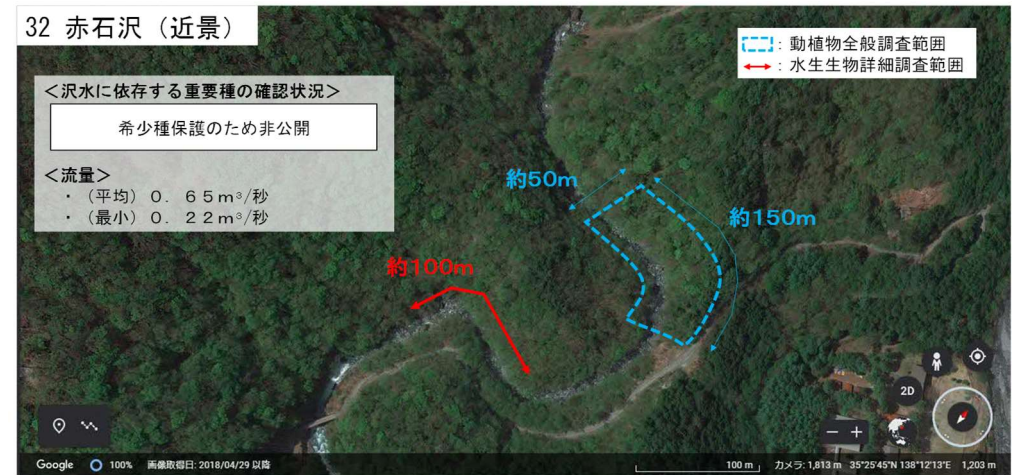 32 赤石沢（近景）
：動植物全般調査範囲
：水生生物詳細調査範囲
＜沢水に依存する重要種の確認状況＞
希少種保護のため非公開
＜流量＞
・（平均）０．６５ｍ³/秒
・（最小）０．２２ｍ³/秒
約50m
約150m
約100m
2D
Google 100% 画像取得日: 2018/04/29 以降 100 m カメラ: 1,813 m 35°25'45"N 138°12'13"E 1,203 m